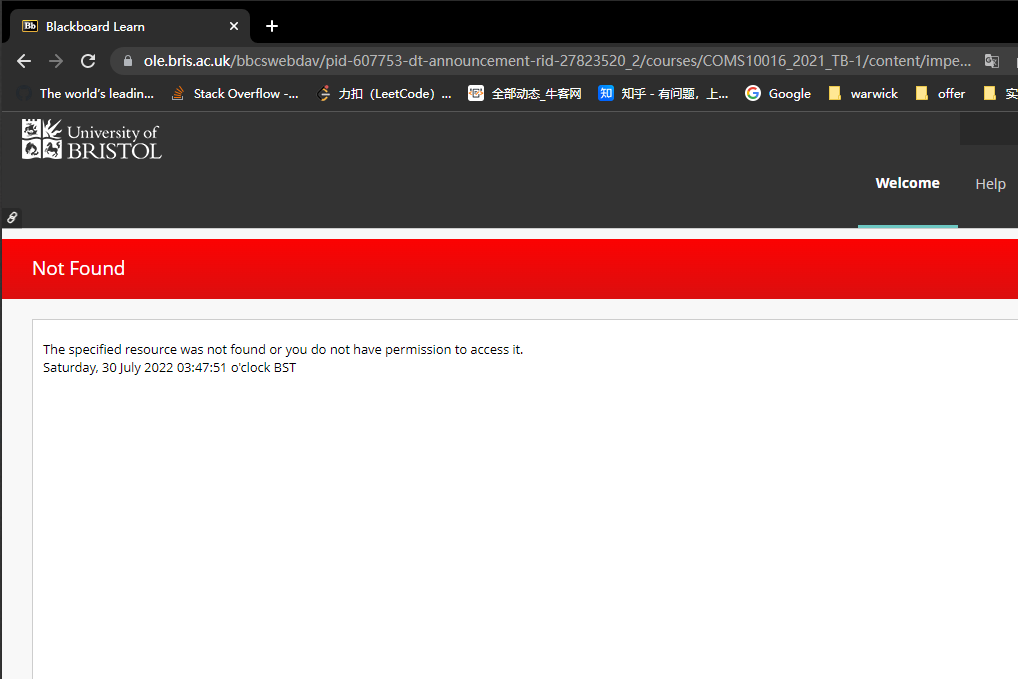 Bb Blackboard Learn
ole.bris.ac.uk/bbcswebdav/pid-607753-dt-announcement-rid-27823520_2/courses/COMS10016_2021_TB-1/content/impe...
The world's leadin... Stack Overflow -... 力扣（LeetCode）... 全部动态_牛客网 知 知乎 - 有问题，上... Google warwick offer 实
University of
BRISTOL
Welcome Help
Not Found
The specified resource was not found or you do not have permission to access it.
Saturday, 30 July 2022 03:47:51 o'clock BST